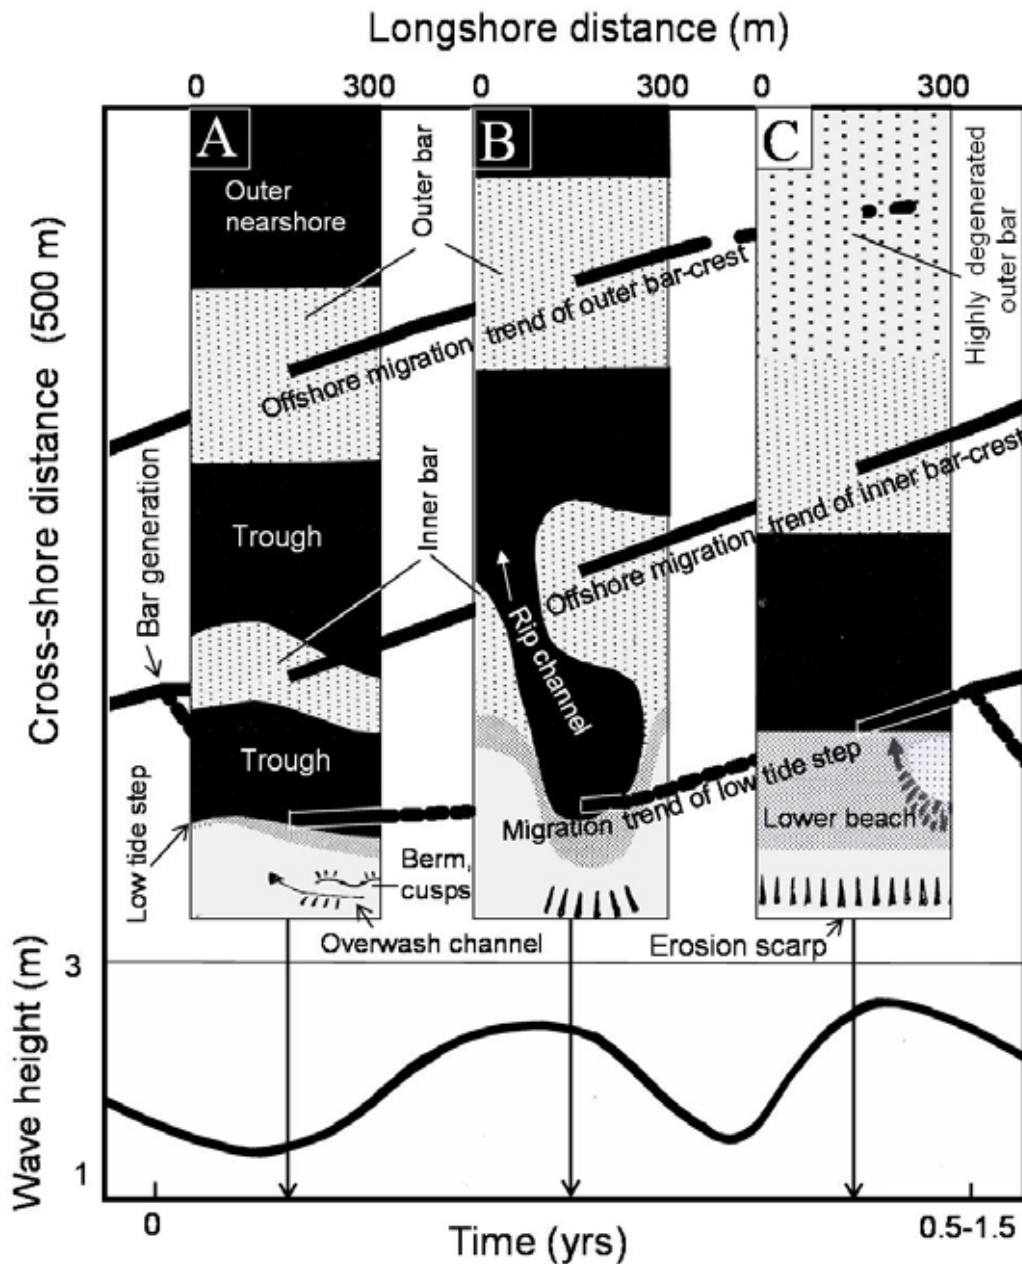 Longshore distance (m)
0
300
0
300
0
300
Cross-shore distance (500 m)
A
B
C
Outer
nearshore
Outer bar
Highly degenerated
outer bar
Offshore migration trend of outer bar-crest
Bar generation
Inner bar
Trough
Rip channel
Offshore migration trend of inner bar-crest
Trough
Low tide step
Migration trend of low tide step
Lower beach
Berm,
cusps
Overwash channel
Erosion scarp
Wave height (m)
3
1
0
Time (yrs)
0.5-1.5